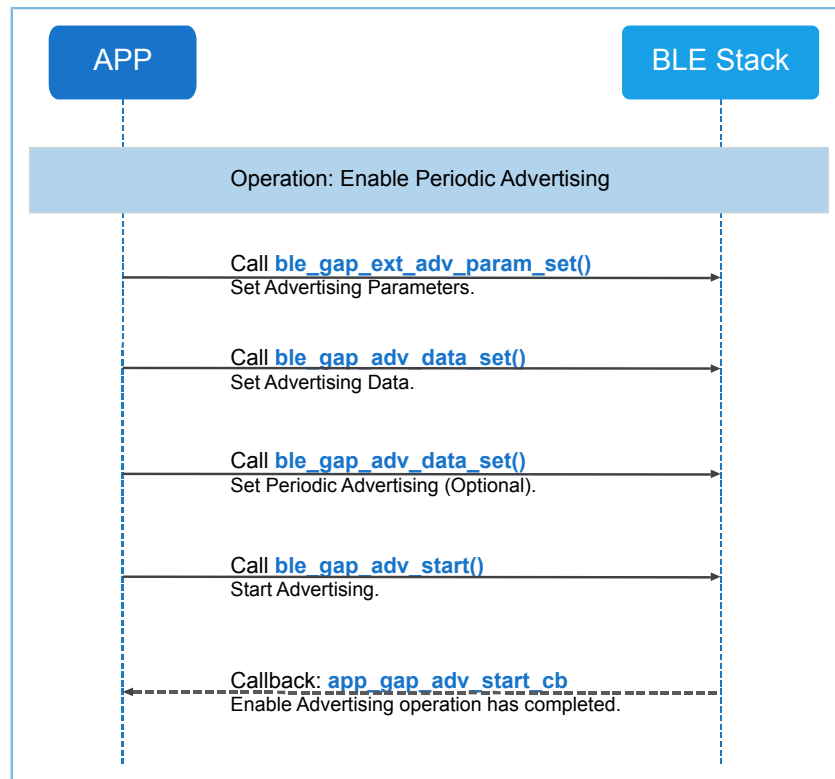 APP
BLE Stack
Operation: Enable Periodic Advertising
Call ble_gap_ext_adv_param_set()
Set Advertising Parameters.
Call ble_gap_adv_data_set()
Set Advertising Data.
Call ble_gap_adv_data_set()
Set Periodic Advertising (Optional).
Call ble_gap_adv_start()
Start Advertising.
Callback: app_gap_adv_start_cb
Enable Advertising operation has completed.